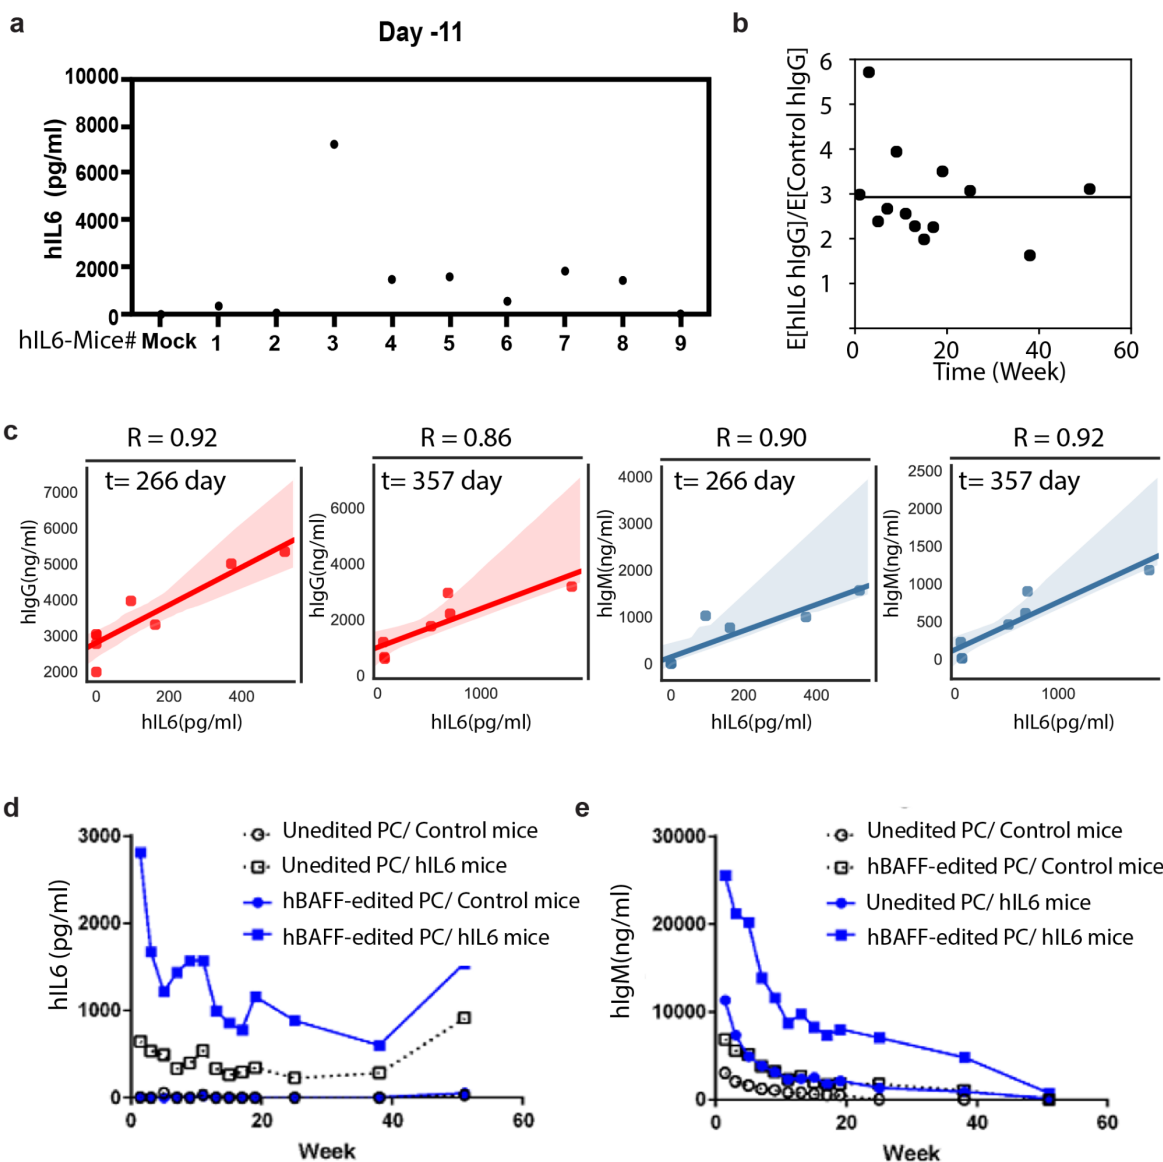 a
Day -11
10000
8000
6000
4000
2000
0
hIL6 (pg/ml)
hIL6-Mice# Mock 1 2 3 4 5 6 7 8 9
b
6
5
4
3
2
1
E[hIL6 hIgG]/E[Control hIgG]
0 20 40 60
Time (Week)
c
R = 0.92
t= 266 day
7000
6000
5000
4000
3000
2000
hIgG(ng/ml)
0 200 400
hIL6(pg/ml)
R = 0.86
t= 357 day
6000
4000
2000
0
hIgG(ng/ml)
0 1000
hIL6(pg/ml)
R = 0.90
t= 266 day
4000
3000
2000
1000
0
hIgM(ng/ml)
0 200 400
hIL6(pg/ml)
R = 0.92
t= 357 day
2500
2000
1500
1000
500
0
hIgM(ng/ml)
0 1000
hIL6(pg/ml)
d
3000
2000
1000
0
hIL6 (pg/ml)
Unedited PC/ Control mice
Unedited PC/ hIL6 mice
hBAFF-edited PC/ Control mice
hBAFF-edited PC/ hIL6 mice
0 20 40 60
Week
e
30000
20000
10000
0
hIgM(ng/ml)
Unedited PC/ Control mice
hBAFF-edited PC/ Control mice
Unedited PC/ hIL6 mice
hBAFF-edited PC/ hIL6 mice
0 20 40 60
Week